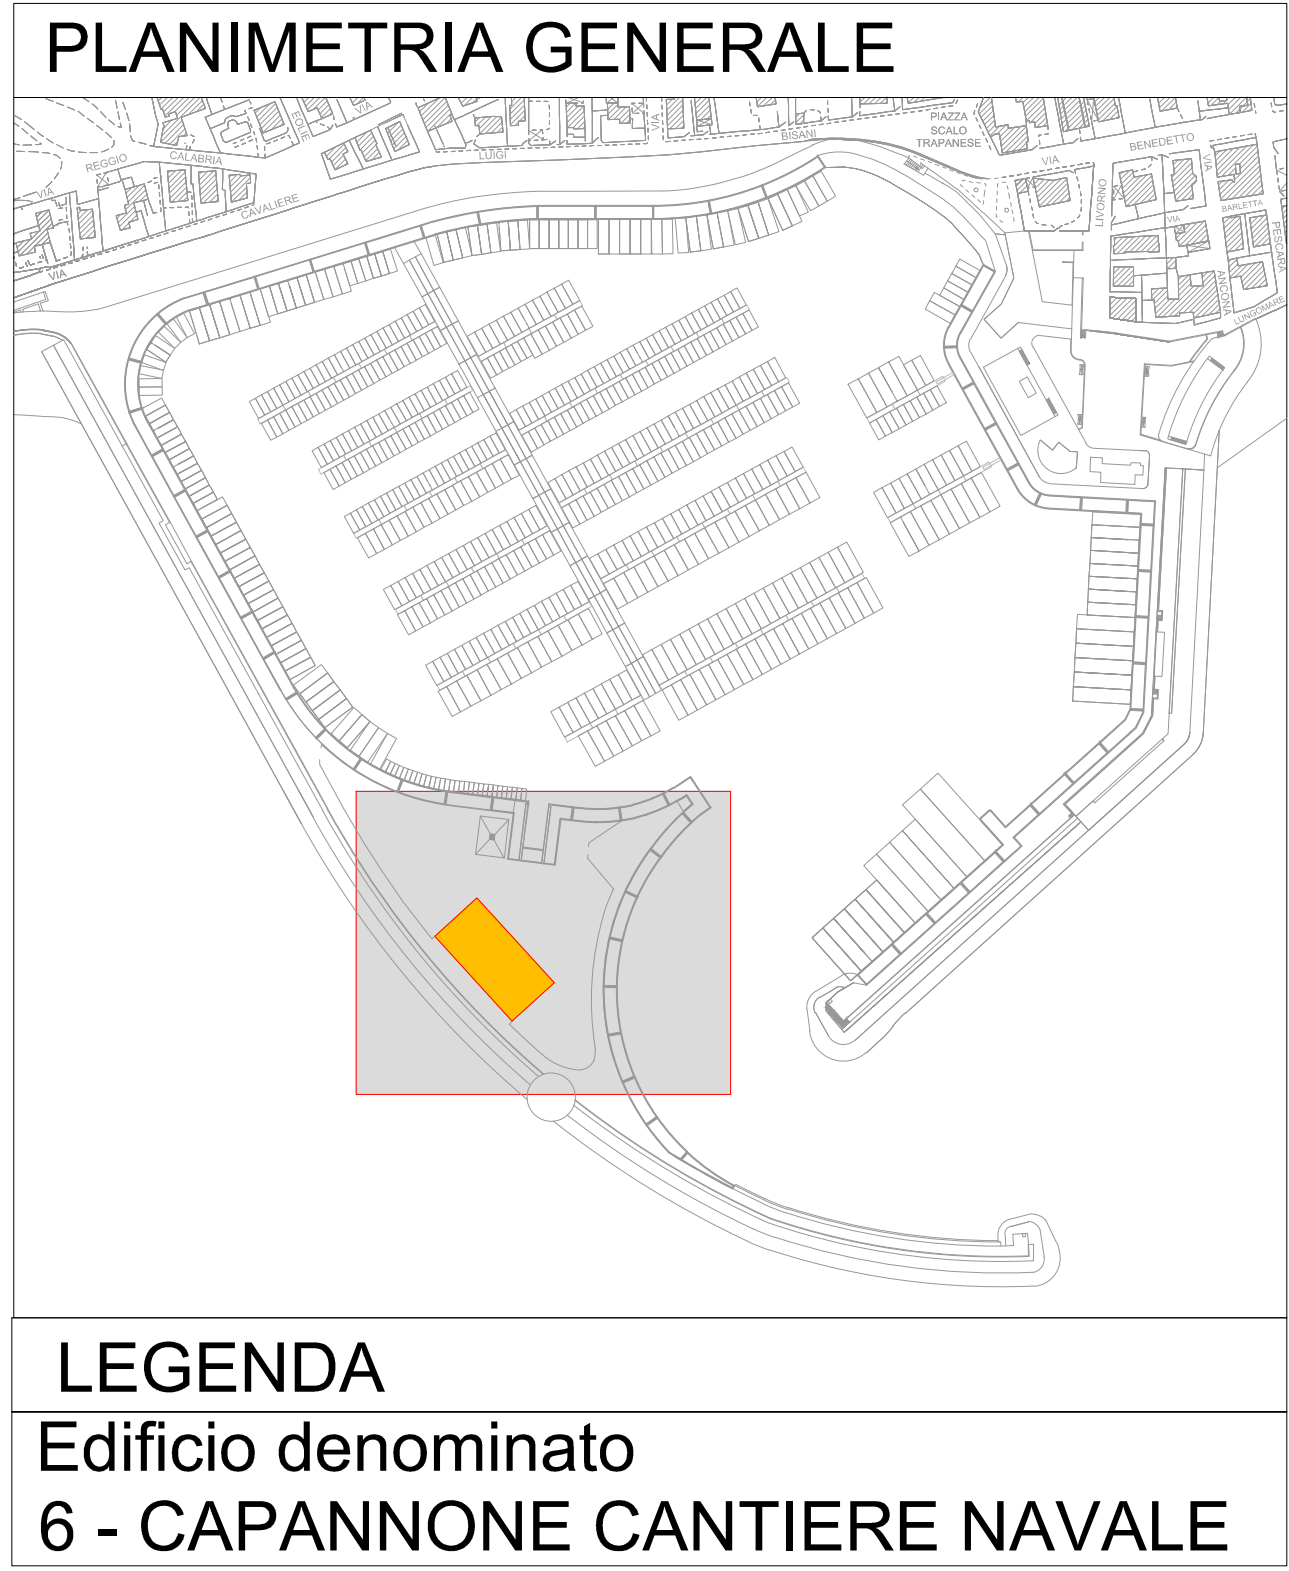 PLANIMETRIA GENERALE
VIA
EOLIE
VIA
PIAZZA
SCALO
TRAPANESE
BISANI
LUIGI
BENEDETTO
VIA
VIA
REGGIO
CALABRIA
VIA
CAVALIERE
LIVORNO
VIA
BARLETTA
VIA
PESCARA
ANCONA
LUNGOMARE
VIA
LEGENDA
Edificio denominato
6 - CAPANNONE CANTIERE NAVALE